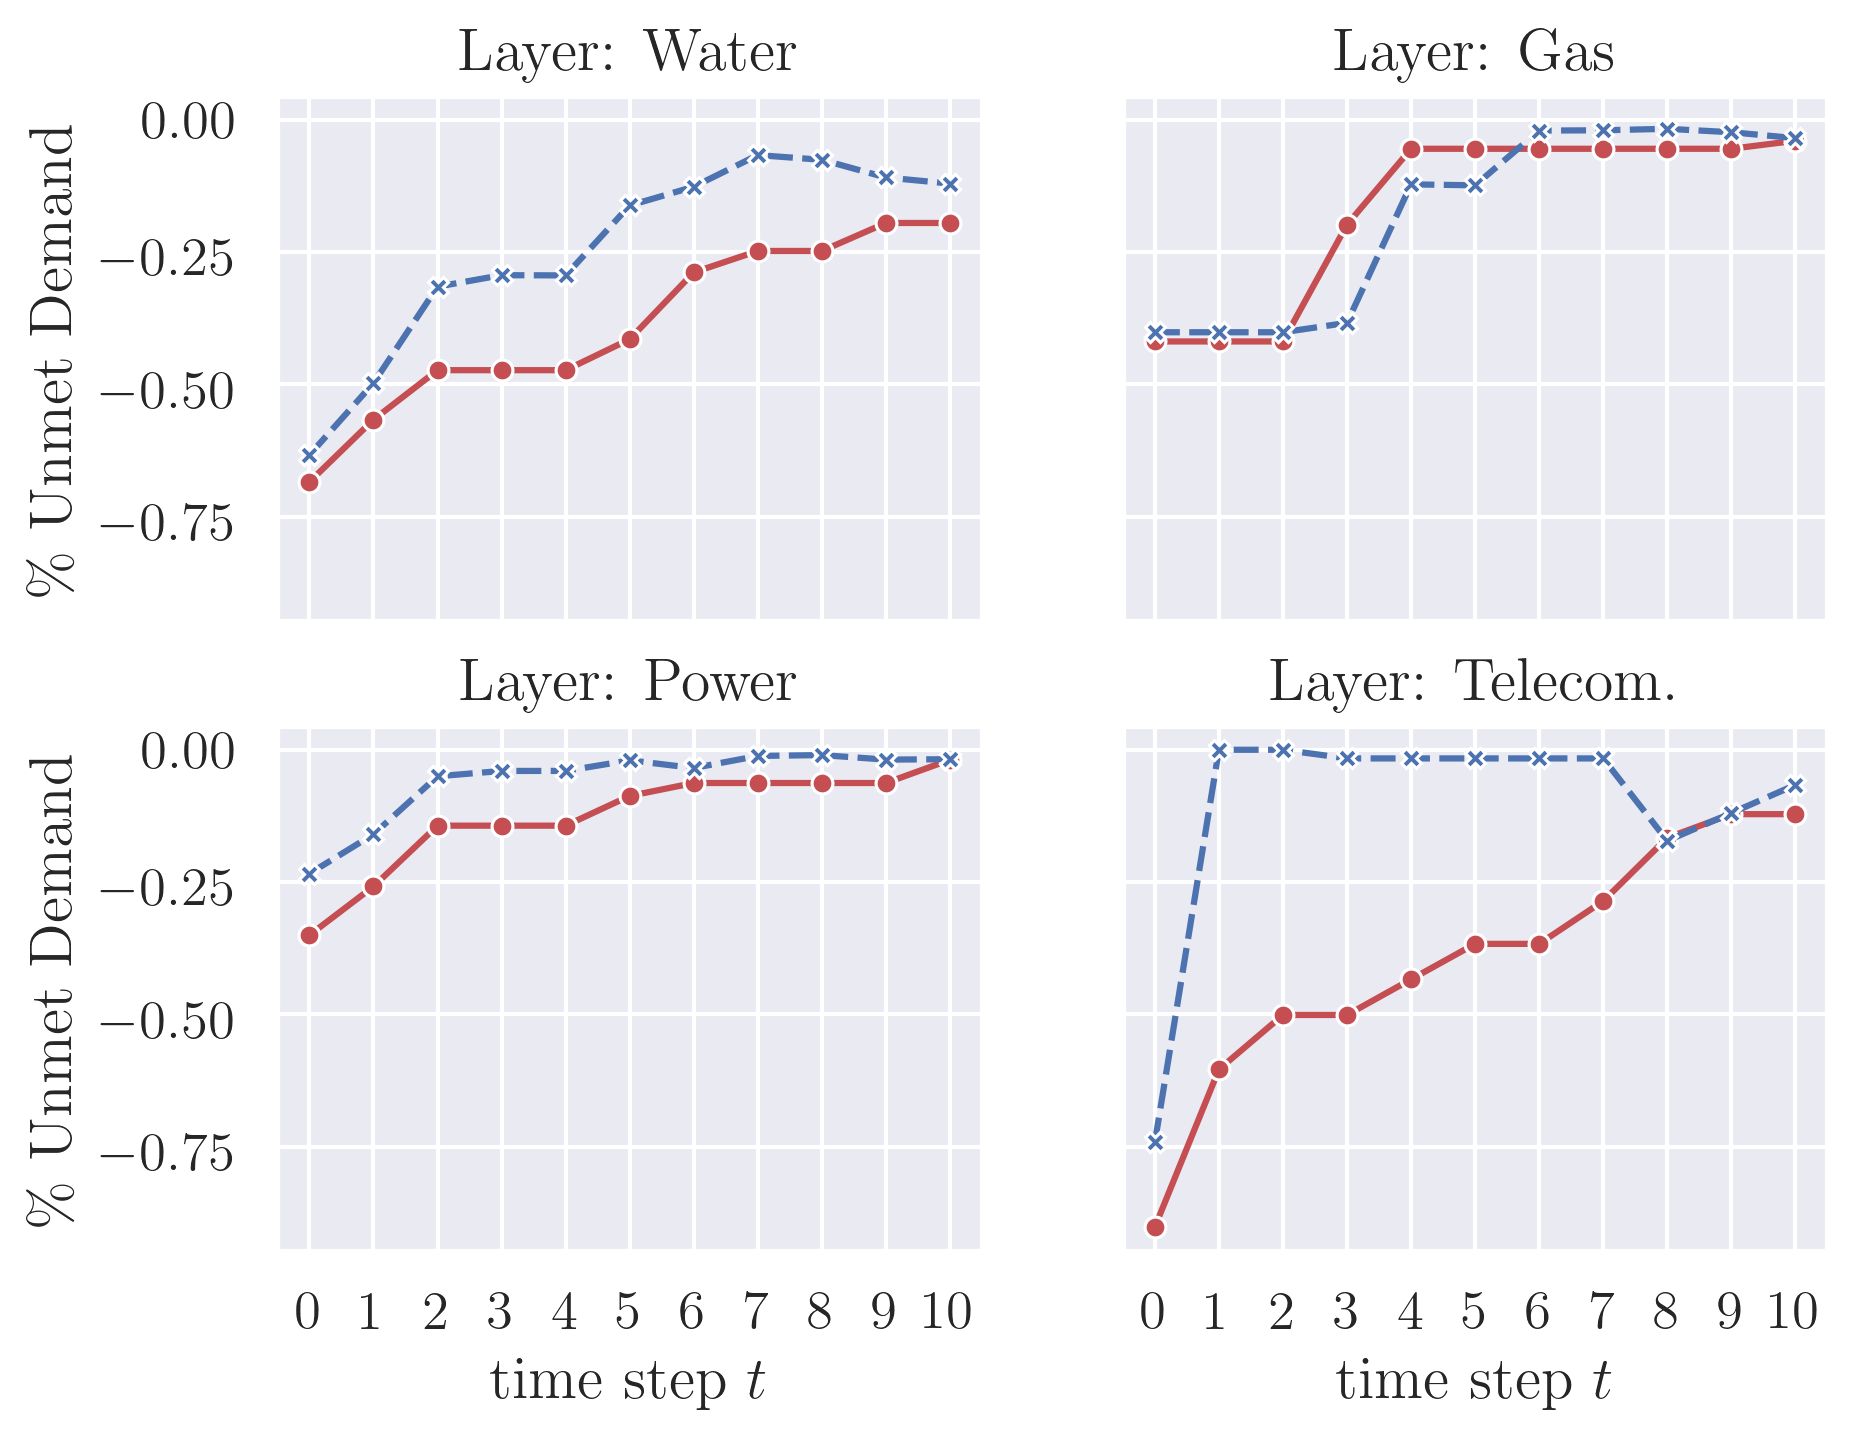 Layer: Water
Layer: Gas
% Unmet Demand
0.00
−0.25
−0.50
−0.75
Layer: Power
Layer: Telecom.
% Unmet Demand
0.00
−0.25
−0.50
−0.75
0 1 2 3 4 5 6 7 8 9 10
0 1 2 3 4 5 6 7 8 9 10
time step t
time step t